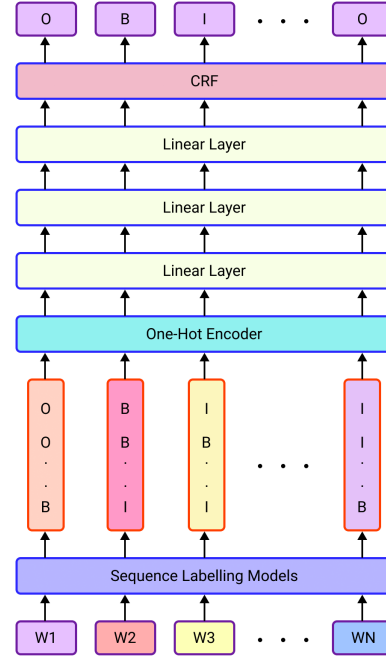 O B I . . . O
CRF
Linear Layer
Linear Layer
Linear Layer
One-Hot Encoder
O B I I
O B B . . . I
. . . .
. . . .
B I I B
Sequence Labelling Models
W1 W2 W3 . . . WN